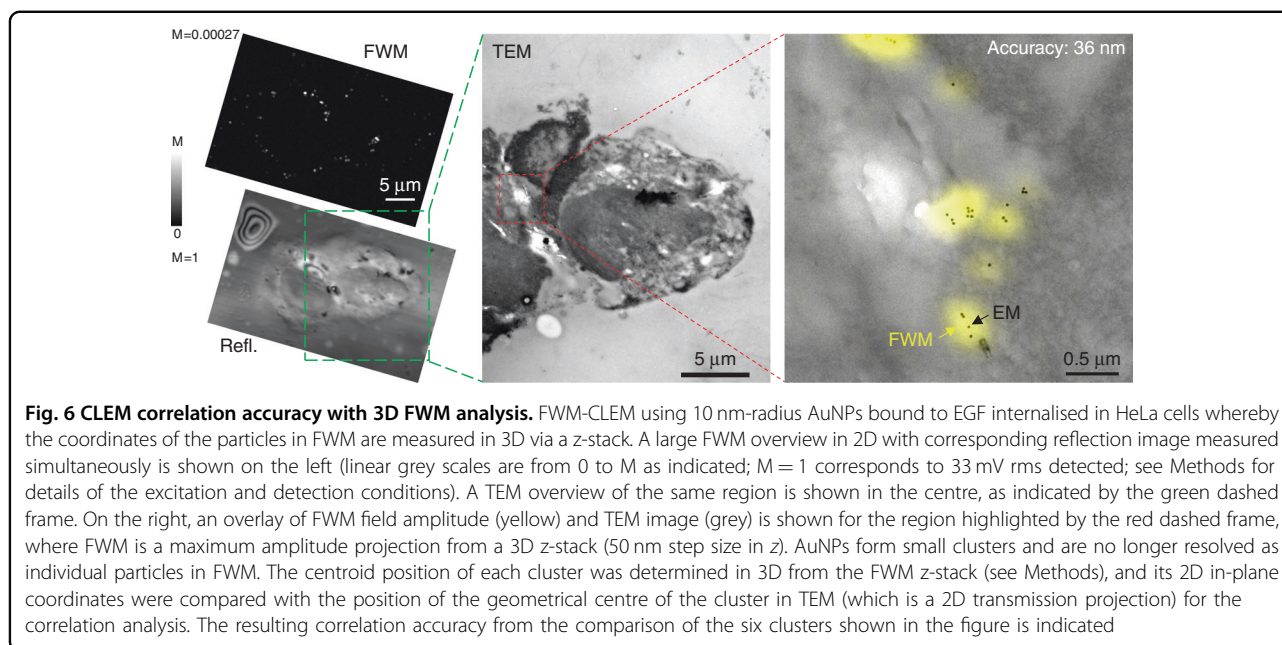 M=0.00027
FWM
M
5 μm
0
M=1
Refl.
TEM
5 μm
Accuracy: 36 nm
EM
FWM
0.5 μm
Fig. 6 CLEM correlation accuracy with 3D FWM analysis. FWM-CLEM using 10 nm-radius AuNPs bound to EGF internalised in HeLa cells whereby
the coordinates of the particles in FWM are measured in 3D via a z-stack. A large FWM overview in 2D with corresponding reflection image measured
simultaneously is shown on the left (linear grey scales are from 0 to M as indicated; M = 1 corresponds to 33 mV rms detected; see Methods for
details of the excitation and detection conditions). A TEM overview of the same region is shown in the centre, as indicated by the green dashed
frame. On the right, an overlay of FWM field amplitude (yellow) and TEM image (grey) is shown for the region highlighted by the red dashed frame,
where FWM is a maximum amplitude projection from a 3D z-stack (50 nm step size in z). AuNPs form small clusters and are no longer resolved as
individual particles in FWM. The centroid position of each cluster was determined in 3D from the FWM z-stack (see Methods), and its 2D in-plane
coordinates were compared with the position of the geometrical centre of the cluster in TEM (which is a 2D transmission projection) for the
correlation analysis. The resulting correlation accuracy from the comparison of the six clusters shown in the figure is indicated